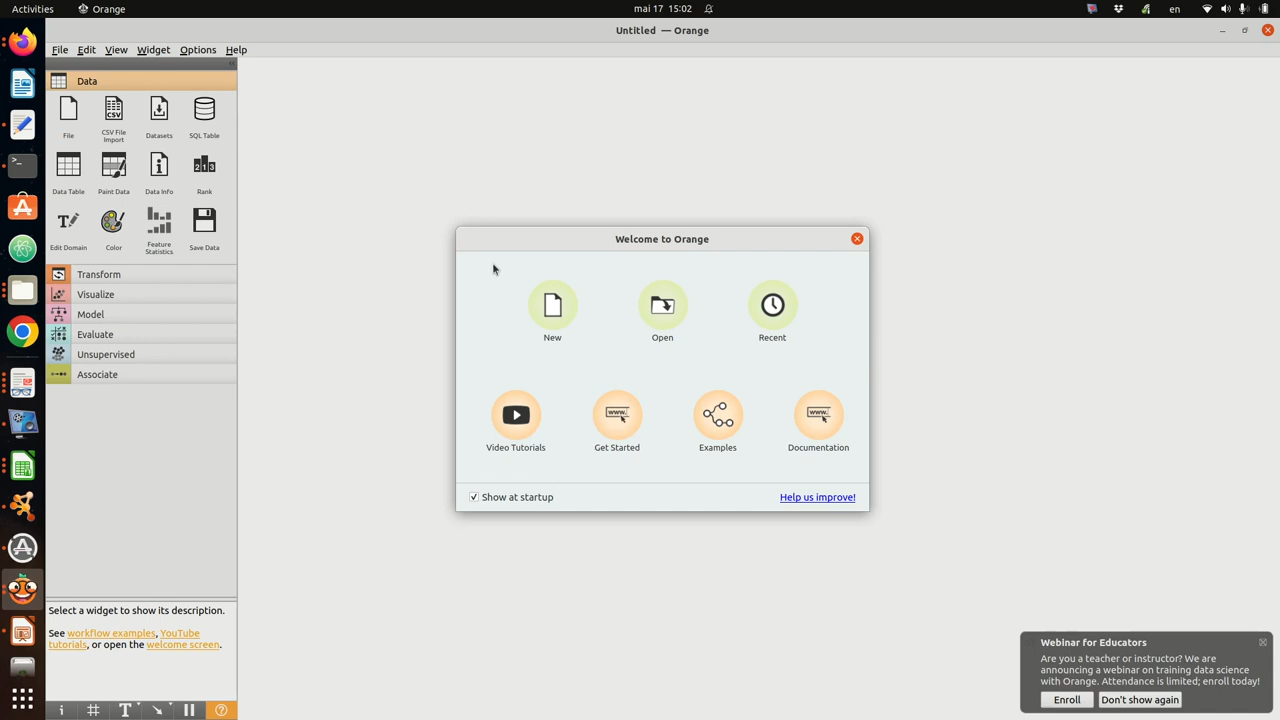 Activities
Orange
mai 17 15:02
en
Untitled — Orange
File Edit View Widget Options Help
Data
File
CSV File Import
Datasets
SQL Table
Data Table
Paint Data
Data Info
Rank
Edit Domain
Color
Feature Statistics
Save Data
Transform
Visualize
Model
Evaluate
Unsupervised
Associate
Welcome to Orange
New
Open
Recent
Video Tutorials
Get Started
Examples
Documentation
Show at startup
Help us improve!
Select a widget to show its description.
See workflow examples, YouTube
tutorials, or open the welcome screen.
Webinar for Educators
Are you a teacher or instructor? We are
announcing a webinar on training data science
with Orange. Attendance is limited; enroll today!
Enroll
Don't show again